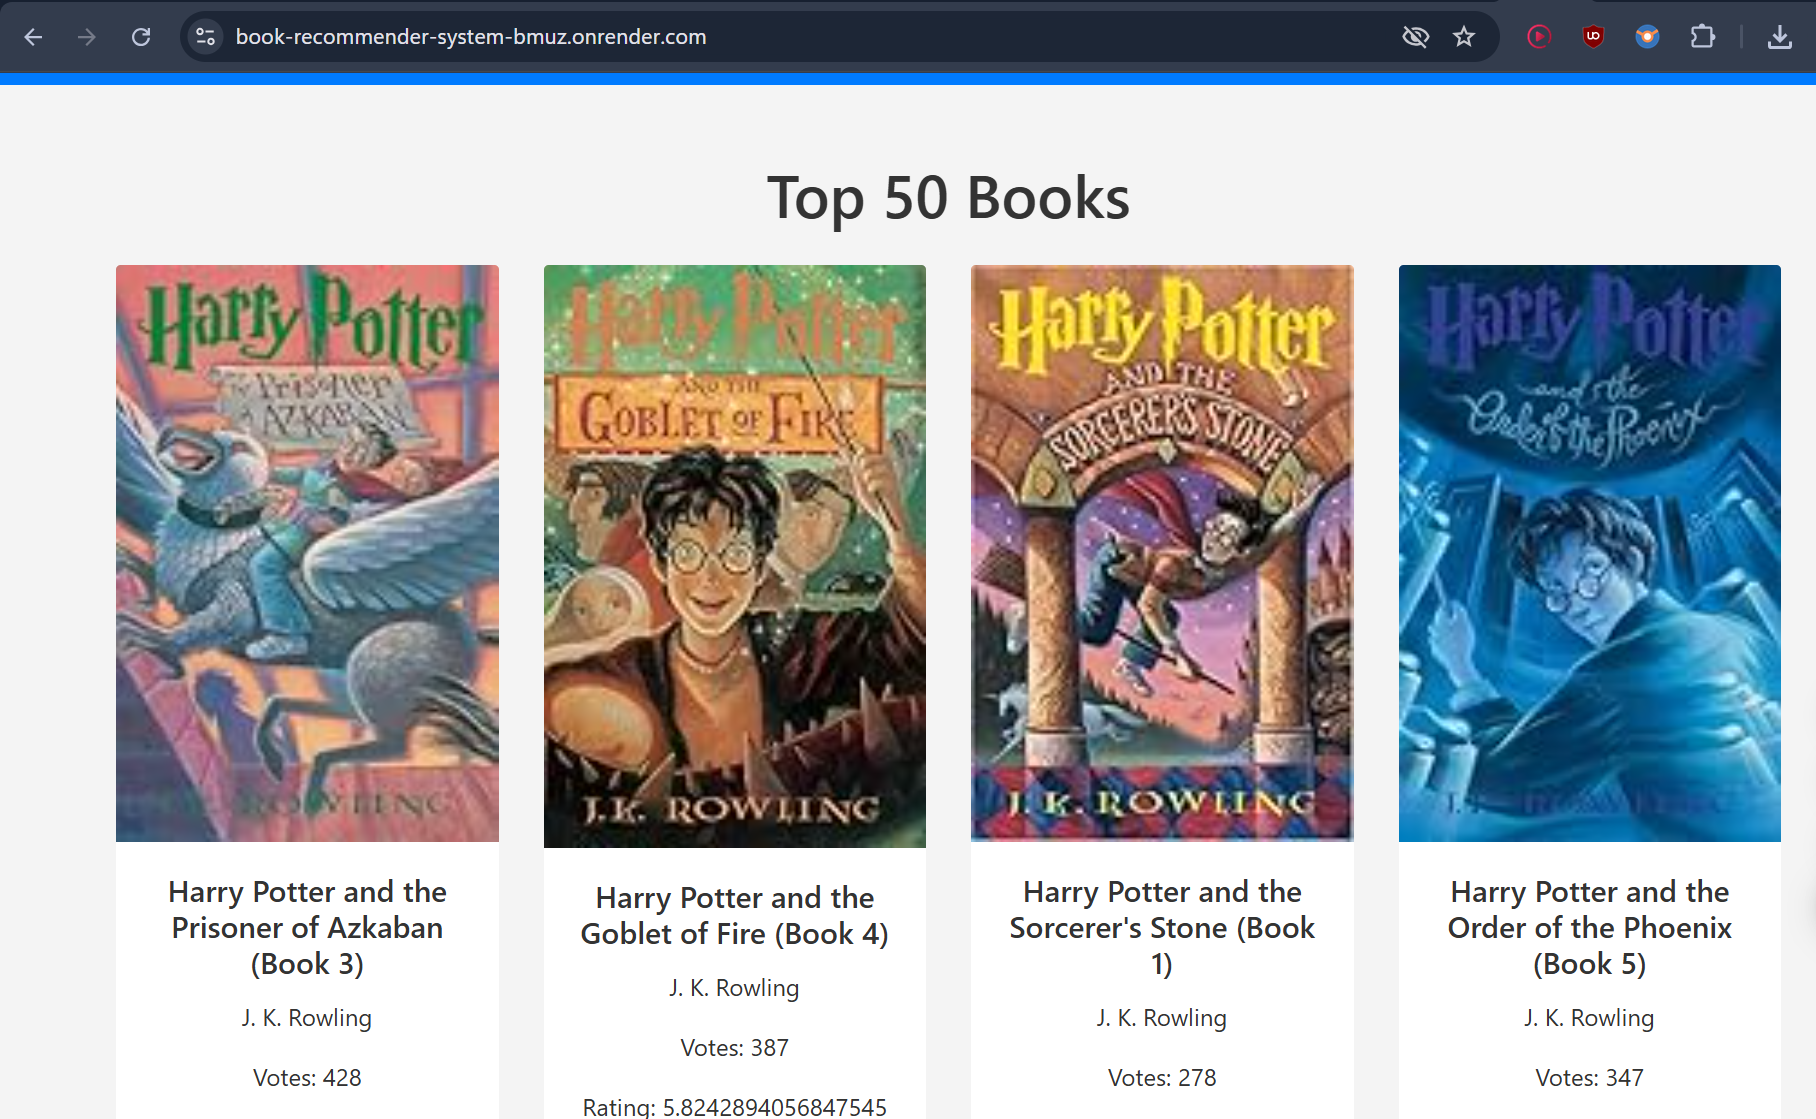 book-recommender-system-bmuz.onrender.com
Top 50 Books
Harry Potter
Prisoner
of AZKABAN
Harry Potter
AND THE
GOBLET OF FIRE
J.K. ROWLING
Harry Potter
AND THE
SORCERER'S STONE
J. K. ROWLING
Harry Potter
and the
Order of the Phoenix
Harry Potter and the
Prisoner of Azkaban
(Book 3)
J. K. Rowling
Votes: 428
Harry Potter and the
Goblet of Fire (Book 4)
J. K. Rowling
Votes: 387
Rating: 5.8242894056847545
Harry Potter and the
Sorcerer's Stone (Book
1)
J. K. Rowling
Votes: 278
Harry Potter and the
Order of the Phoenix
(Book 5)
J. K. Rowling
Votes: 347